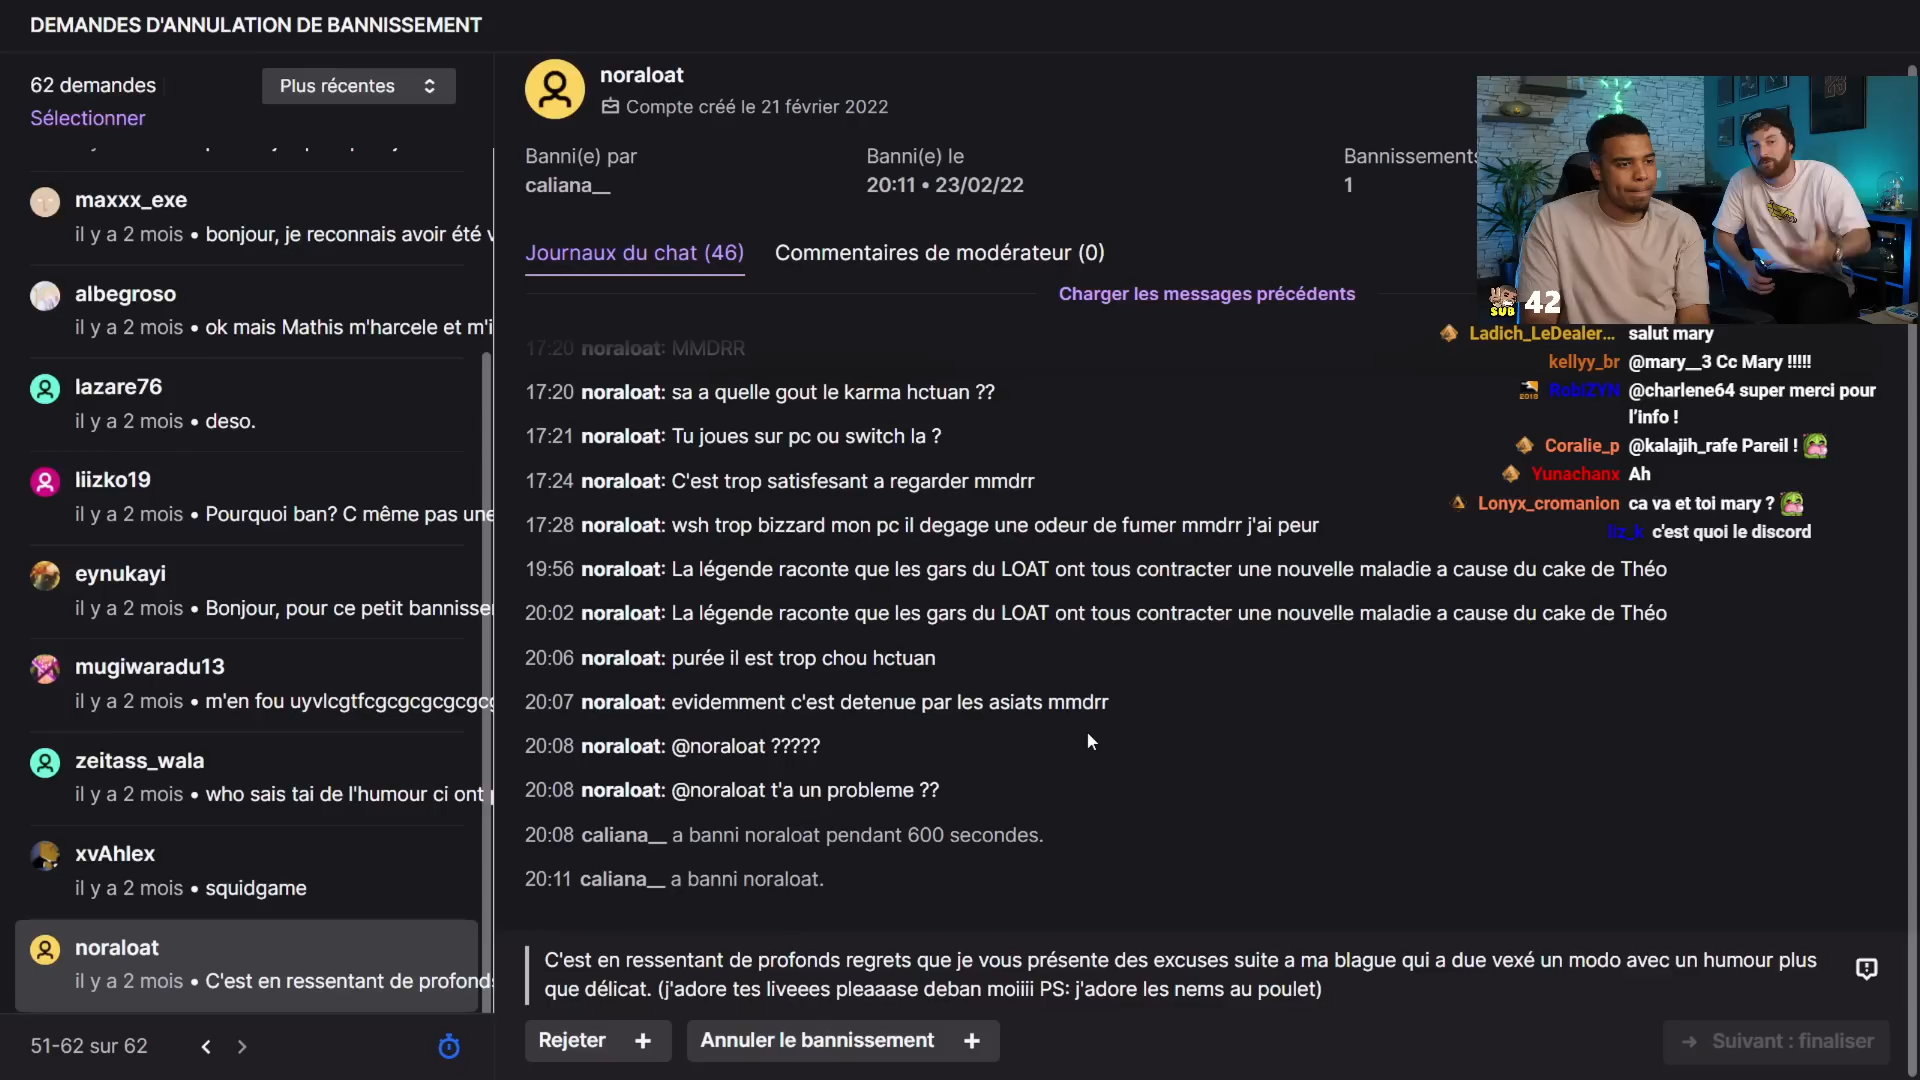 DEMANDES D'ANNULATION DE BANNISSEMENT
62 demandes
Plus récentes
Sélectionner
maxxx_exe
il y a 2 mois • bonjour, je reconnais avoir été v
albegroso
il y a 2 mois • ok mais Mathis m'harcele et m'i
lazare76
il y a 2 mois • deso.
liizko19
il y a 2 mois • Pourquoi ban? C même pas une
eynukayi
il y a 2 mois • Bonjour, pour ce petit bannisse
mugiwaradu13
il y a 2 mois • m'en fou uyvlcgtfcgcgcgcgcgc
zeitass_wala
il y a 2 mois • who sais tai de l'humour ci ont
xvAhlex
il y a 2 mois • squidgame
noraloat
il y a 2 mois • C'est en ressentant de profonds
51-62 sur 62
noraloat
Compte créé le 21 février 2022
Banni(e) par
caliana__
Banni(e) le
20:11 • 23/02/22
Bannissements
1
Journaux du chat (46)
Commentaires de modérateur (0)
Charger les messages précédents
17:20 noraloat: MMDRR
17:20 noraloat: sa a quelle gout le karma hctuan ??
17:21 noraloat: Tu joues sur pc ou switch la ?
17:24 noraloat: C'est trop satisfesant a regarder mmdrr
17:28 noraloat: wsh trop bizzard mon pc il degage une odeur de fumer mmdrr j'ai peur
19:56 noraloat: La légende raconte que les gars du LOAT ont tous contracter une nouvelle maladie a cause du cake de Théo
20:02 noraloat: La légende raconte que les gars du LOAT ont tous contracter une nouvelle maladie a cause du cake de Théo
20:06 noraloat: purée il est trop chou hctuan
20:07 noraloat: evidemment c'est detenue par les asiats mmdrr
20:08 noraloat: @noraloat ?????
20:08 noraloat: @noraloat t'a un probleme ??
20:08 caliana__ a banni noraloat pendant 600 secondes.
20:11 caliana__ a banni noraloat.
C'est en ressentant de profonds regrets que je vous présente des excuses suite a ma blague qui a due vexé un modo avec un humour plus
que délicat. (j'adore tes liveees pleaaase deban moiiii PS: j'adore les nems au poulet)
Rejeter +
Annuler le bannissement +
→ Suivant : finaliser
SUB 42
Ladich_LeDealer... salut mary
kellyy_br @mary__3 Cc Mary !!!!!
2018 RobiZYN @charlene64 super merci pour
l'info !
Coralie_p @kalajih_rafe Pareil !
Yunachanx Ah
Lonyx_cromanion ca va et toi mary ?
liz_k c'est quoi le discord